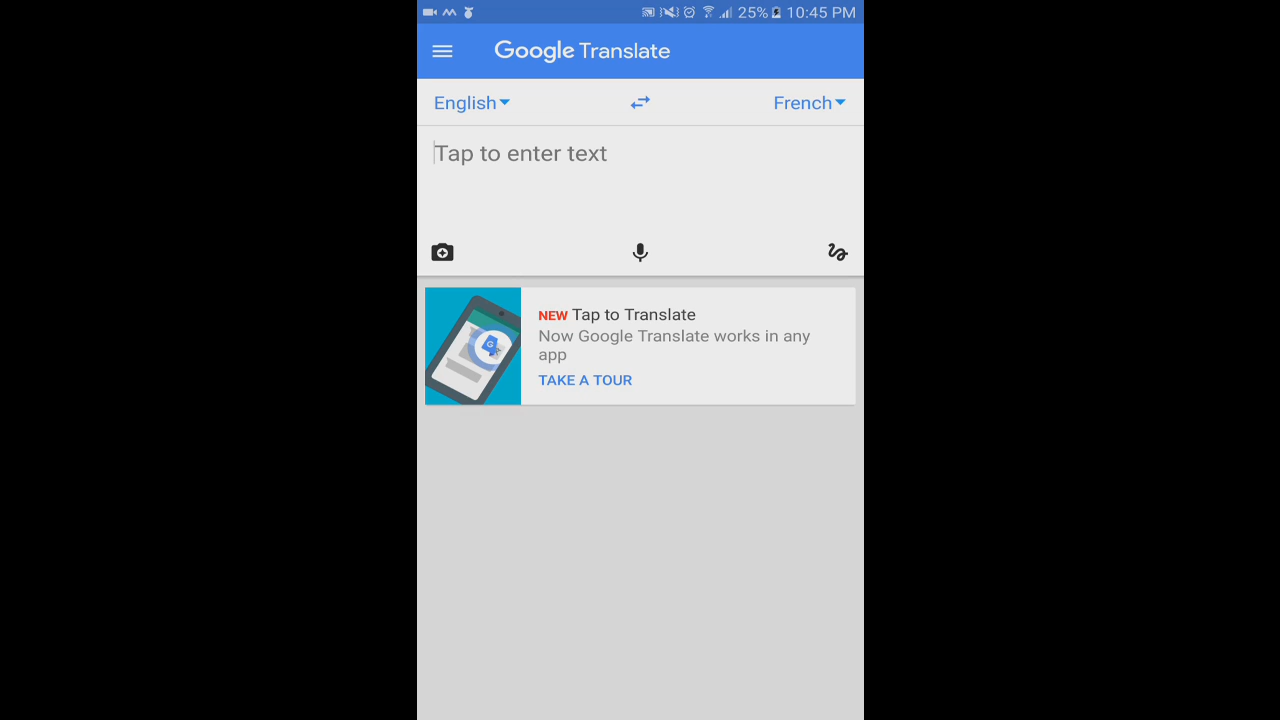 25% 10:45 PM
Google Translate
English French
Tap to enter text
NEW Tap to Translate
Now Google Translate works in any
app
TAKE A TOUR